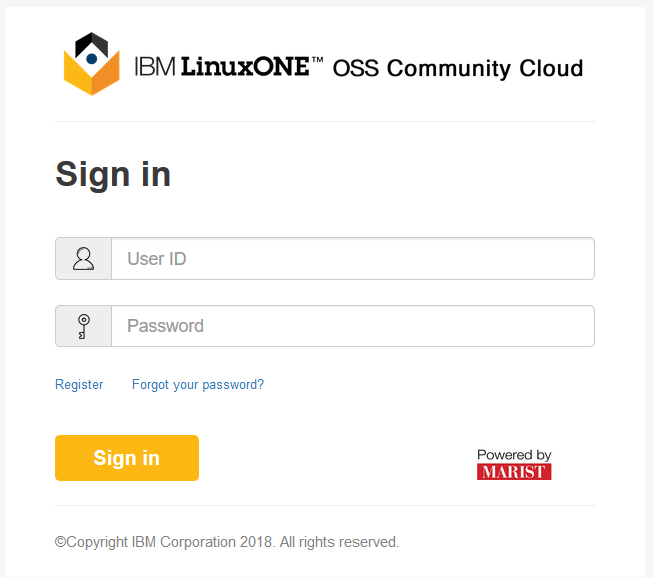 IBM LinuxONE™ OSS Community Cloud
Sign in
User ID
Password
Register Forgot your password?
Sign in
Powered by
MARIST
©Copyright IBM Corporation 2018. All rights reserved.